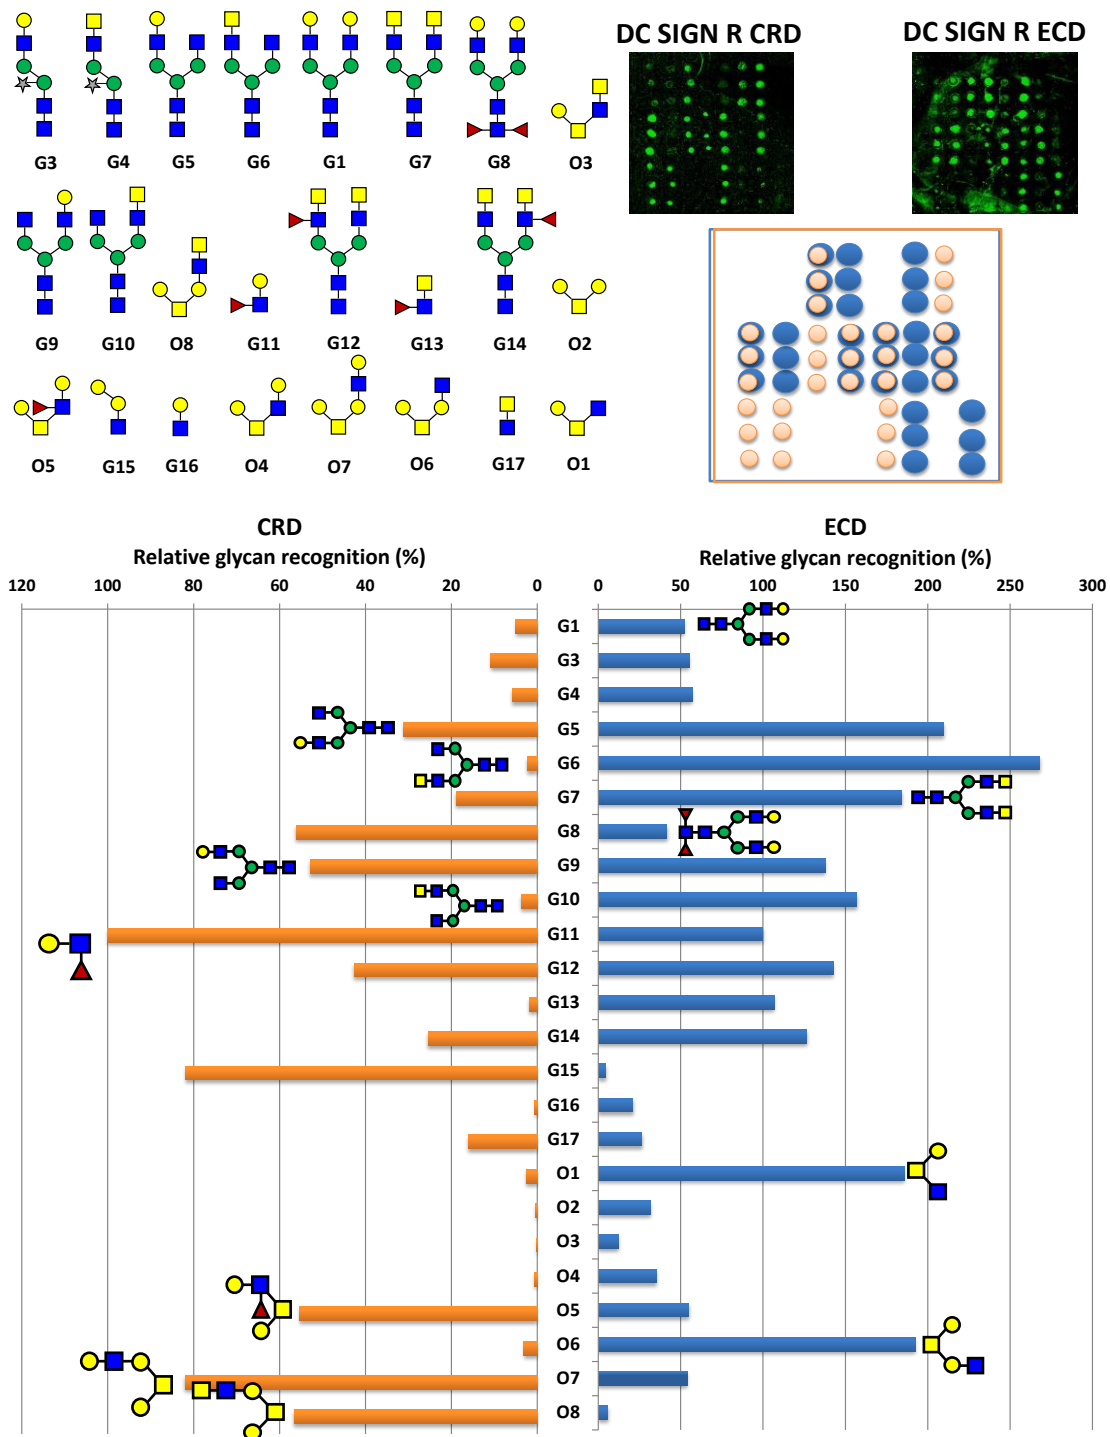 DC SIGN R CRD
DC SIGN R ECD
G3 G4 G5 G6 G1 G7 G8 O3
G9 G10 O8 G11 G12 G13 G14 O2
O5 G15 G16 O4 O7 O6 G17 O1
CRD
Relative glycan recognition (%)
120 100 80 60 40 20 0
ECD
Relative glycan recognition (%)
0 50 100 150 200 250 300
G1
G3
G4
G5
G6
G7
G8
G9
G10
G11
G12
G13
G14
G15
G16
G17
O1
O2
O3
O4
O5
O6
O7
O8